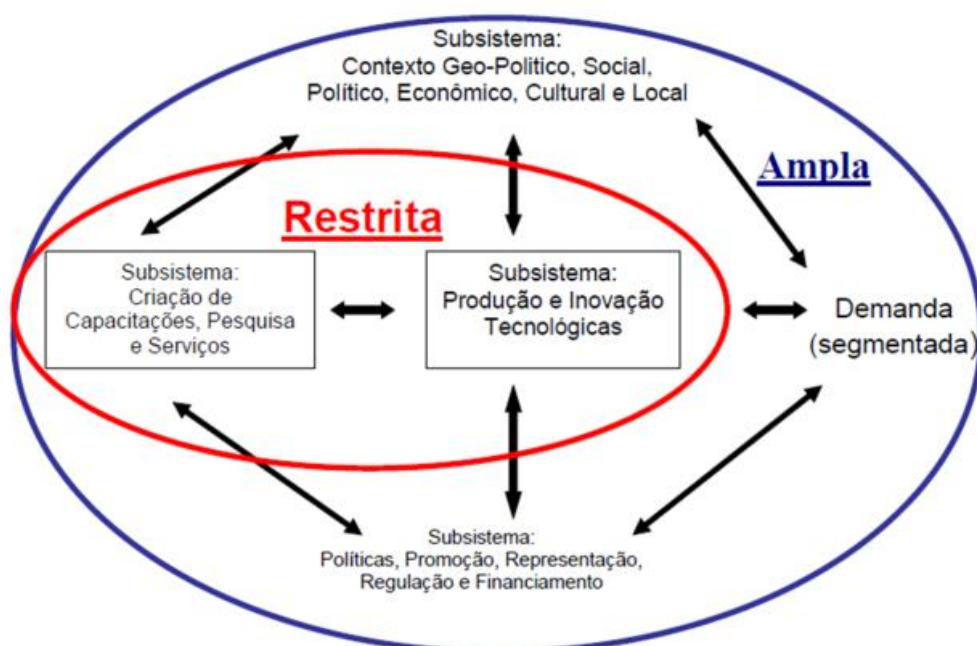 Subsistema:
Contexto Geo-Politico, Social,
Político, Econômico, Cultural e Local
Ampla
Restrita
Subsistema:
Criação de
Capacitações, Pesquisa
e Serviços
Subsistema:
Produção e Inovação
Tecnológicas
Demanda
(segmentada)
Subsistema:
Políticas, Promoção, Representação,
Regulação e Financiamento